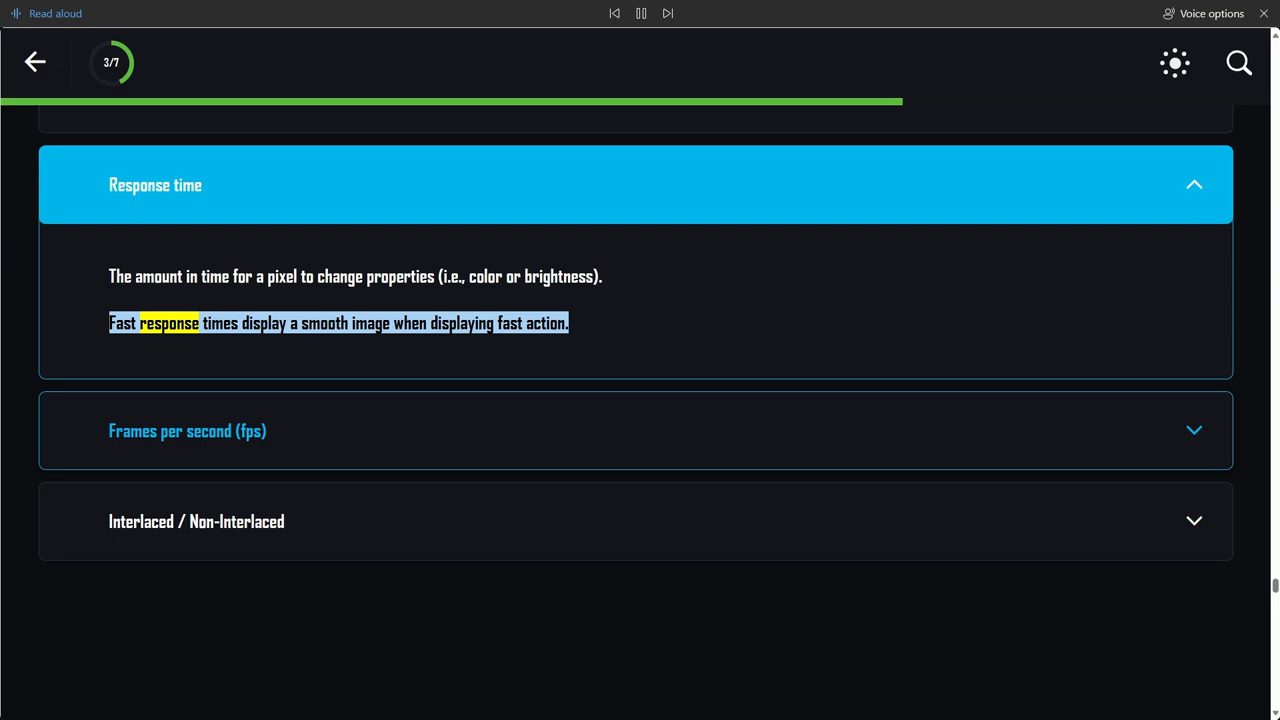 Read aloud
Voice options
3/7
Response time
The amount in time for a pixel to change properties (i.e., color or brightness).
Fast response times display a smooth image when displaying fast action.
Frames per second (fps)
Interlaced / Non-Interlaced